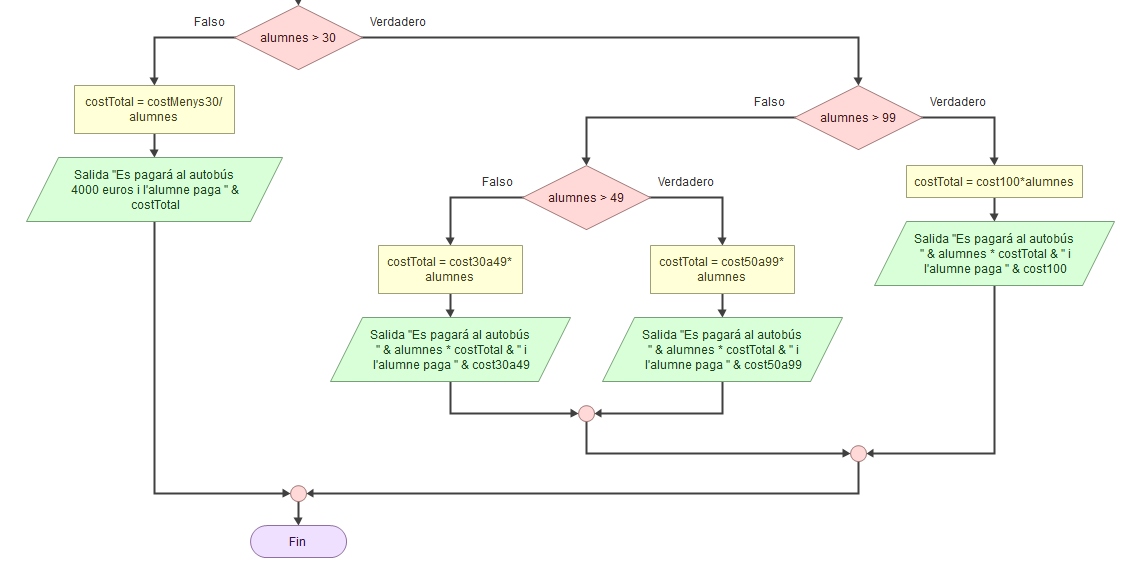 Falso
Verdadero
alumnes > 30
costTotal = costMenys30/
alumnes
Salida "Es pagará al autobús
4000 euros i l'alumne paga " &
costTotal
Falso
Verdadero
alumnes > 99
Falso
Verdadero
alumnes > 49
costTotal = cost100*alumnes
Salida "Es pagará al autobús
" & alumnes * costTotal & " i
l'alumne paga " & cost100
costTotal = cost30a49*
alumnes
costTotal = cost50a99*
alumnes
Salida "Es pagará al autobús
" & alumnes * costTotal & " i
l'alumne paga " & cost30a49
Salida "Es pagará al autobús
" & alumnes * costTotal & " i
l'alumne paga " & cost50a99
Fin